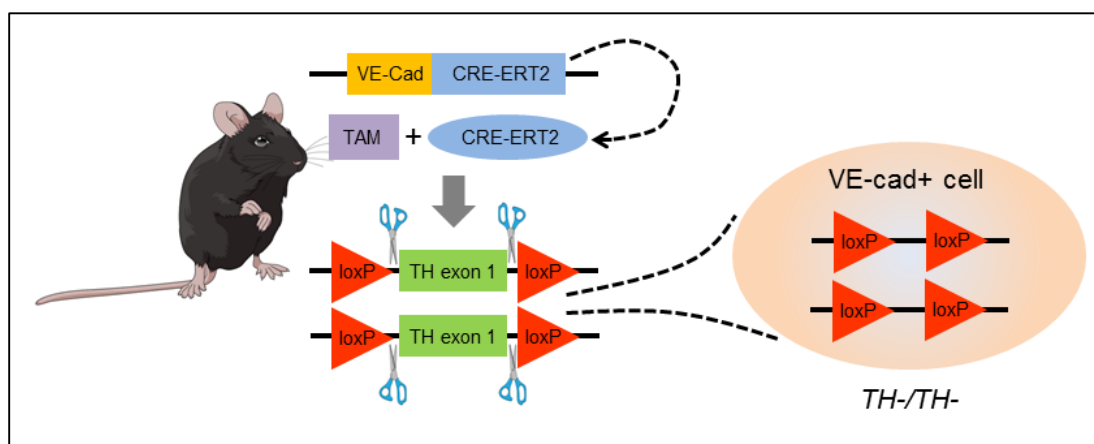 VE-Cad CRE-ERT2
TAM + CRE-ERT2
loxP TH exon 1 loxP
loxP TH exon 1 loxP
VE-cad+ cell
loxP loxP
loxP loxP
TH-/TH-